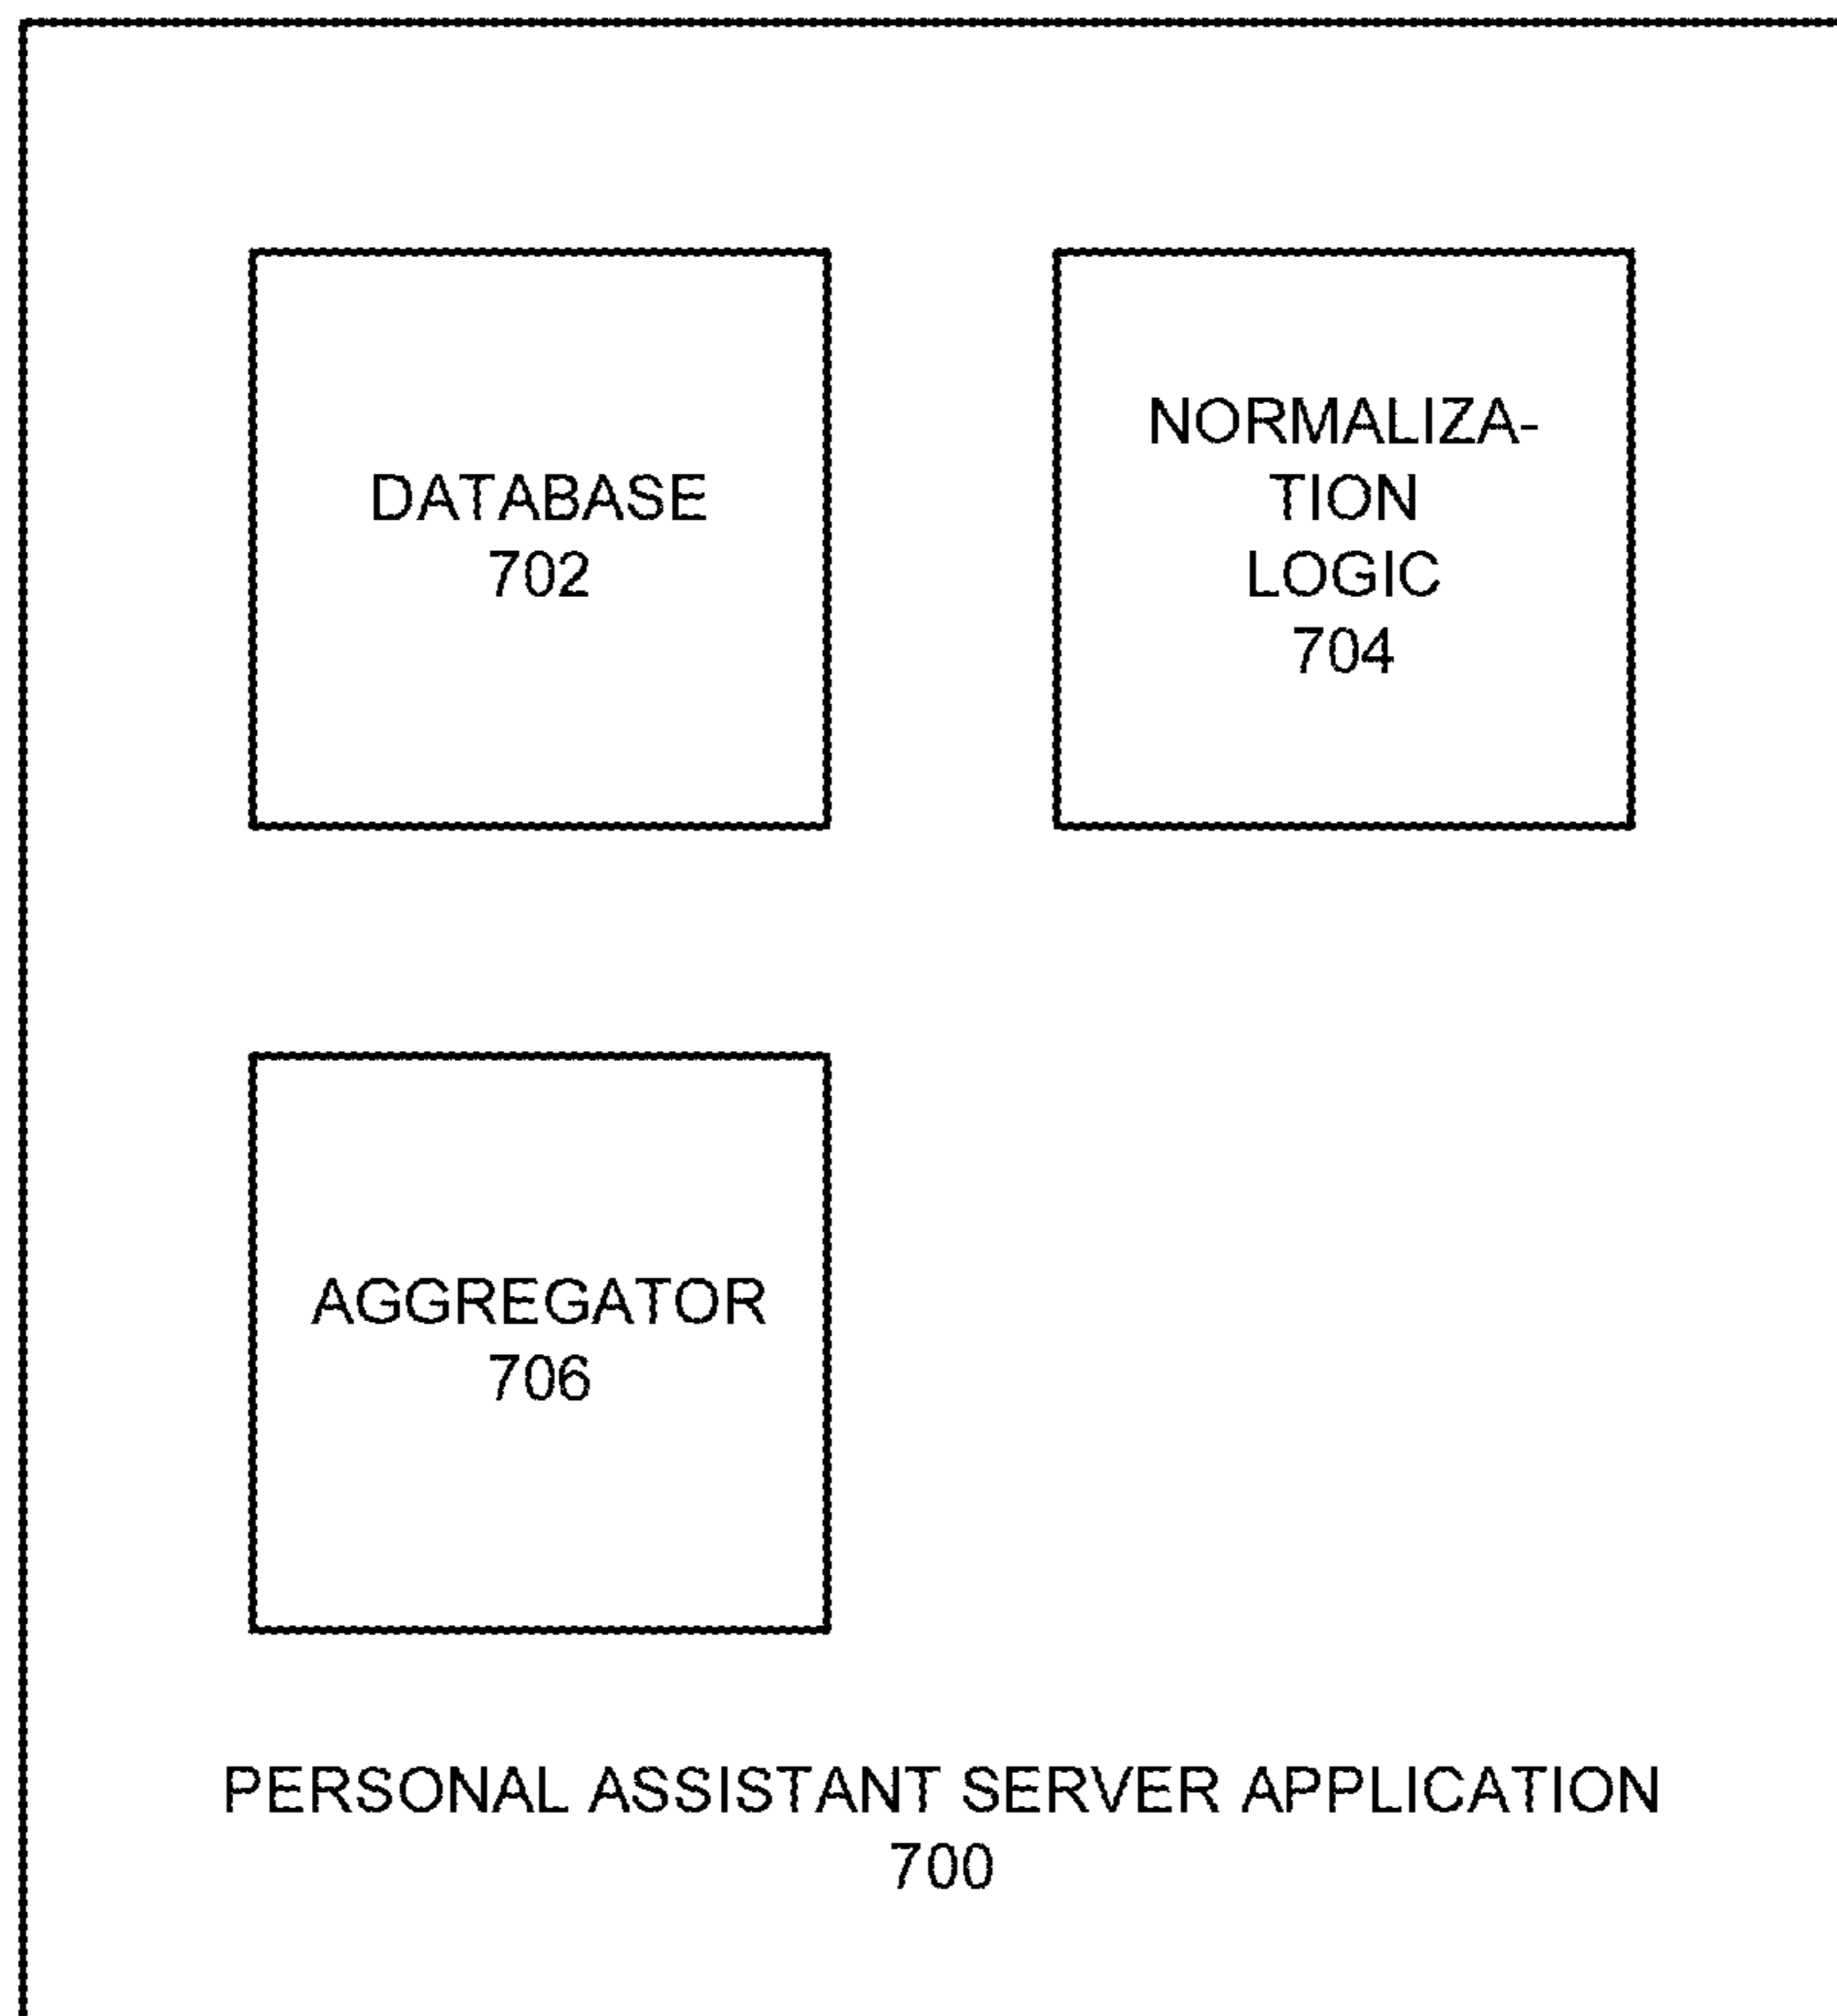 DATABASE
702
NORMALIZA-
TION
LOGIC
704
AGGREGATOR
706
PERSONAL ASSISTANT SERVER APPLICATION
700